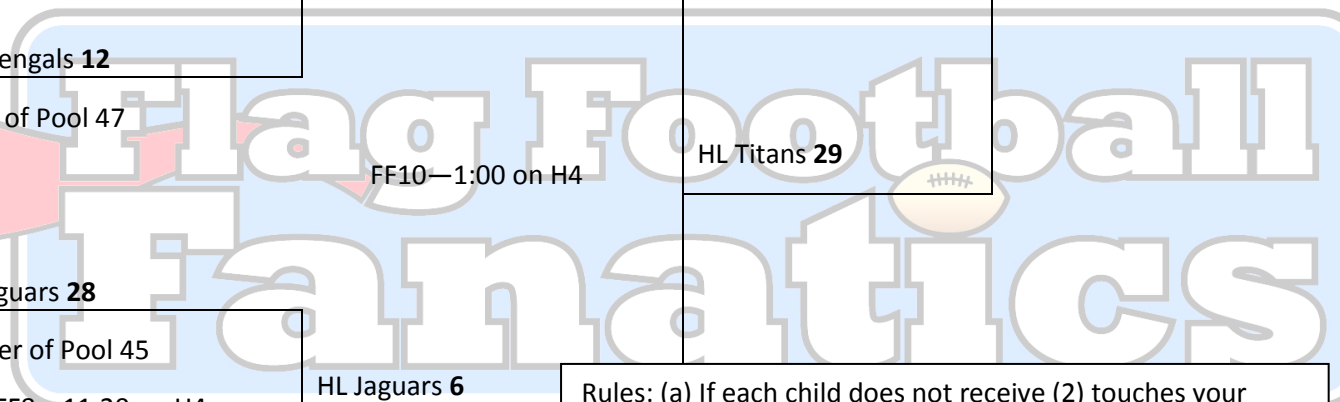 Flag Football
Fanatics
engals 12
of Pool 47
FF10—1:00 on H4
HL Titans 29
guars 28
er of Pool 45
HL Jaguars 6
Rules: (a) If each child does not receive (2) touches your